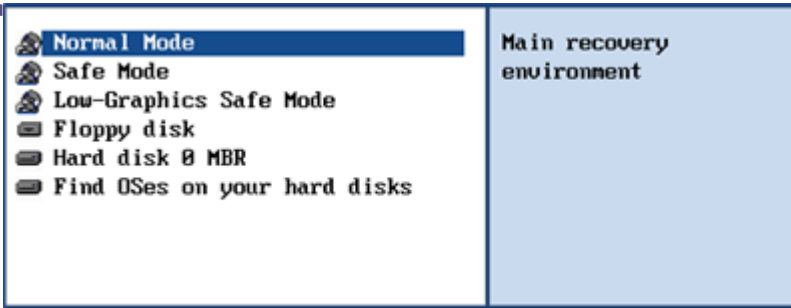 Normal Mode
Safe Mode
Low-Graphics Safe Mode
Floppy disk
Hard disk 0 MBR
Find OSes on your hard disks
Main recovery
environment